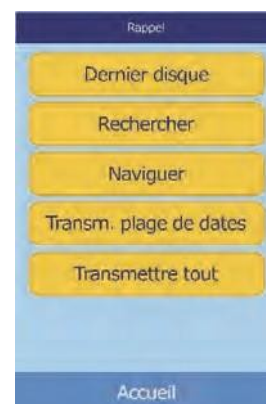 Rappel
Dernier disque
Rechercher
Naviguer
Transm. plage de dates
Transmettre tout
Accueil